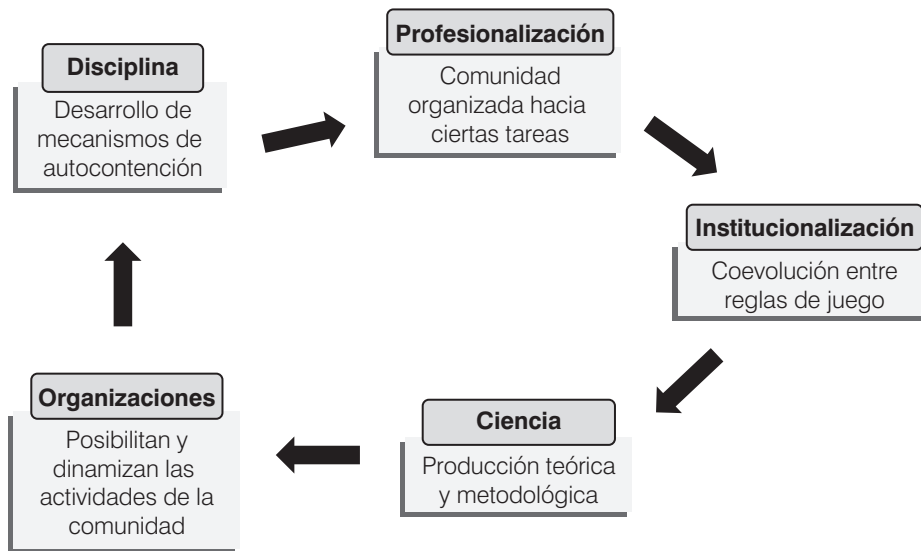 Disciplina
Desarrollo de
mecanismos de
autocontención
Profesionalización
Comunidad
organizada hacia
ciertas tareas
Institucionalización
Coevolución entre
reglas de juego
Ciencia
Producción teórica
y metodológica
Organizaciones
Posibilitan y
dinamizan las
actividades de la
comunidad